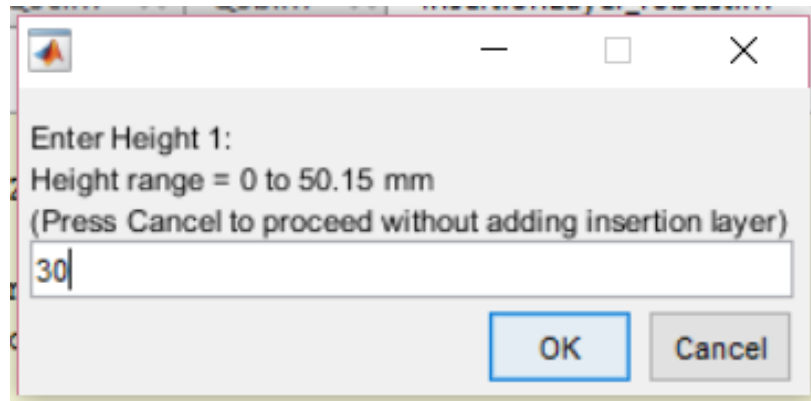 Enter Height 1:
Height range = 0 to 50.15 mm
(Press Cancel to proceed without adding insertion layer)
30
OK
Cancel